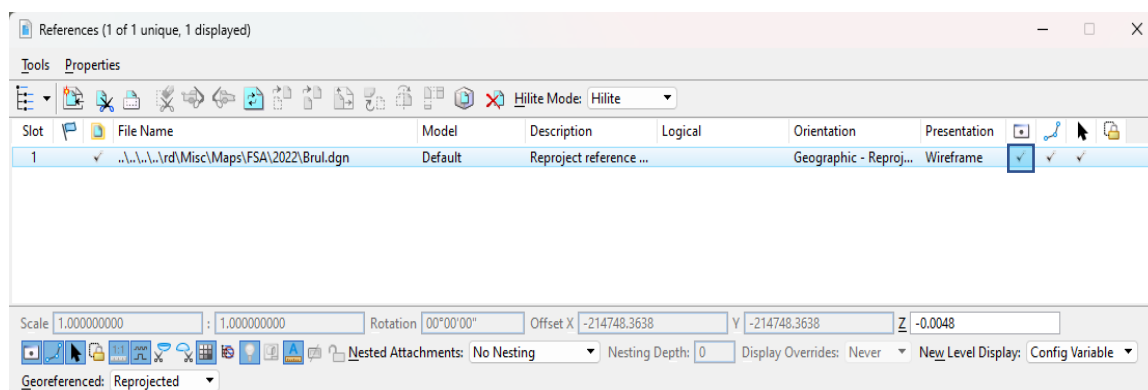 References (1 of 1 unique, 1 displayed)
Tools Properties
Hilite Mode: Hilite
Slot File Name Model Description Logical Orientation Presentation
1 ..\..\..\..\rd\Misc\Maps\FSA\2022\Brul.dgn Default Reproject reference ... Geographic - Reproj... Wireframe
Scale 1.000000000 : 1.000000000 Rotation 00°00'00" Offset X -214748.3638 Y -214748.3638 Z -0.0048
1:1 A Nested Attachments: No Nesting Nesting Depth: 0 Display Overrides: Never New Level Display: Config Variable
Georeferenced: Reprojected